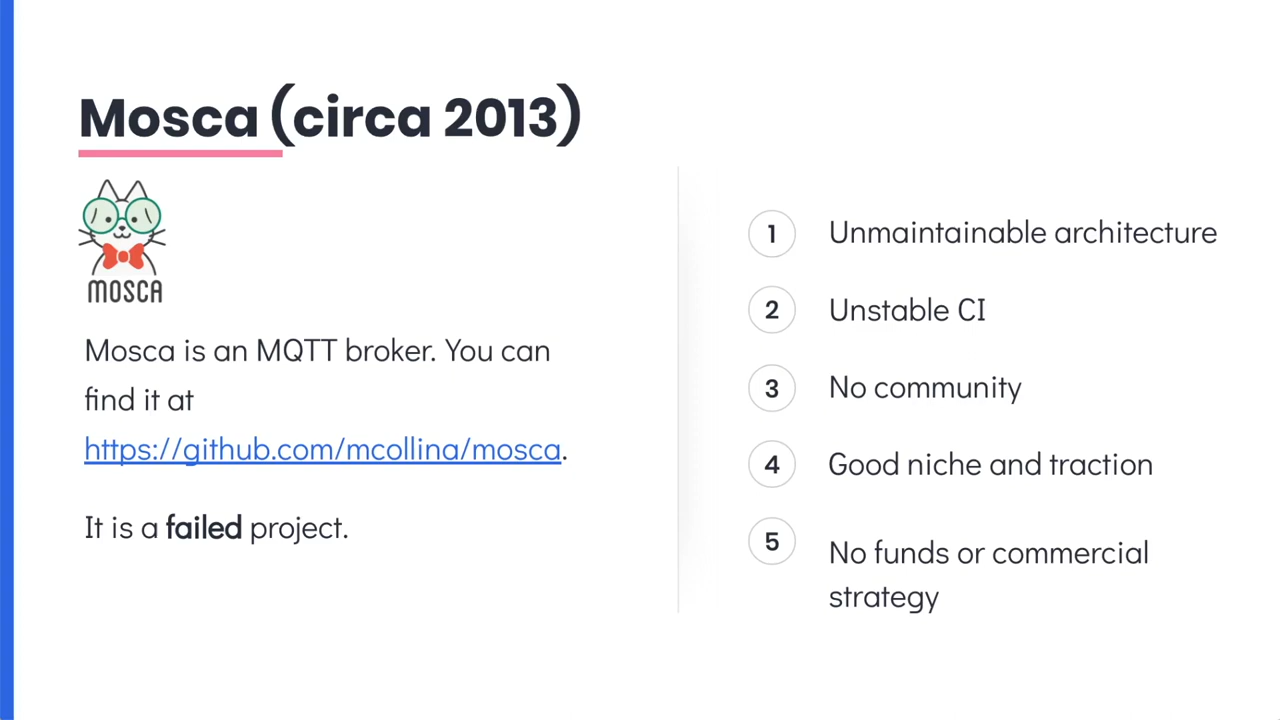 Mosca (circa 2013)
MOSCA
Mosca is an MQTT broker. You can
find it at
https://github.com/mcollina/mosca.
It is a failed project.
1 Unmaintainable architecture
2 Unstable CI
3 No community
4 Good niche and traction
5 No funds or commercial
strategy